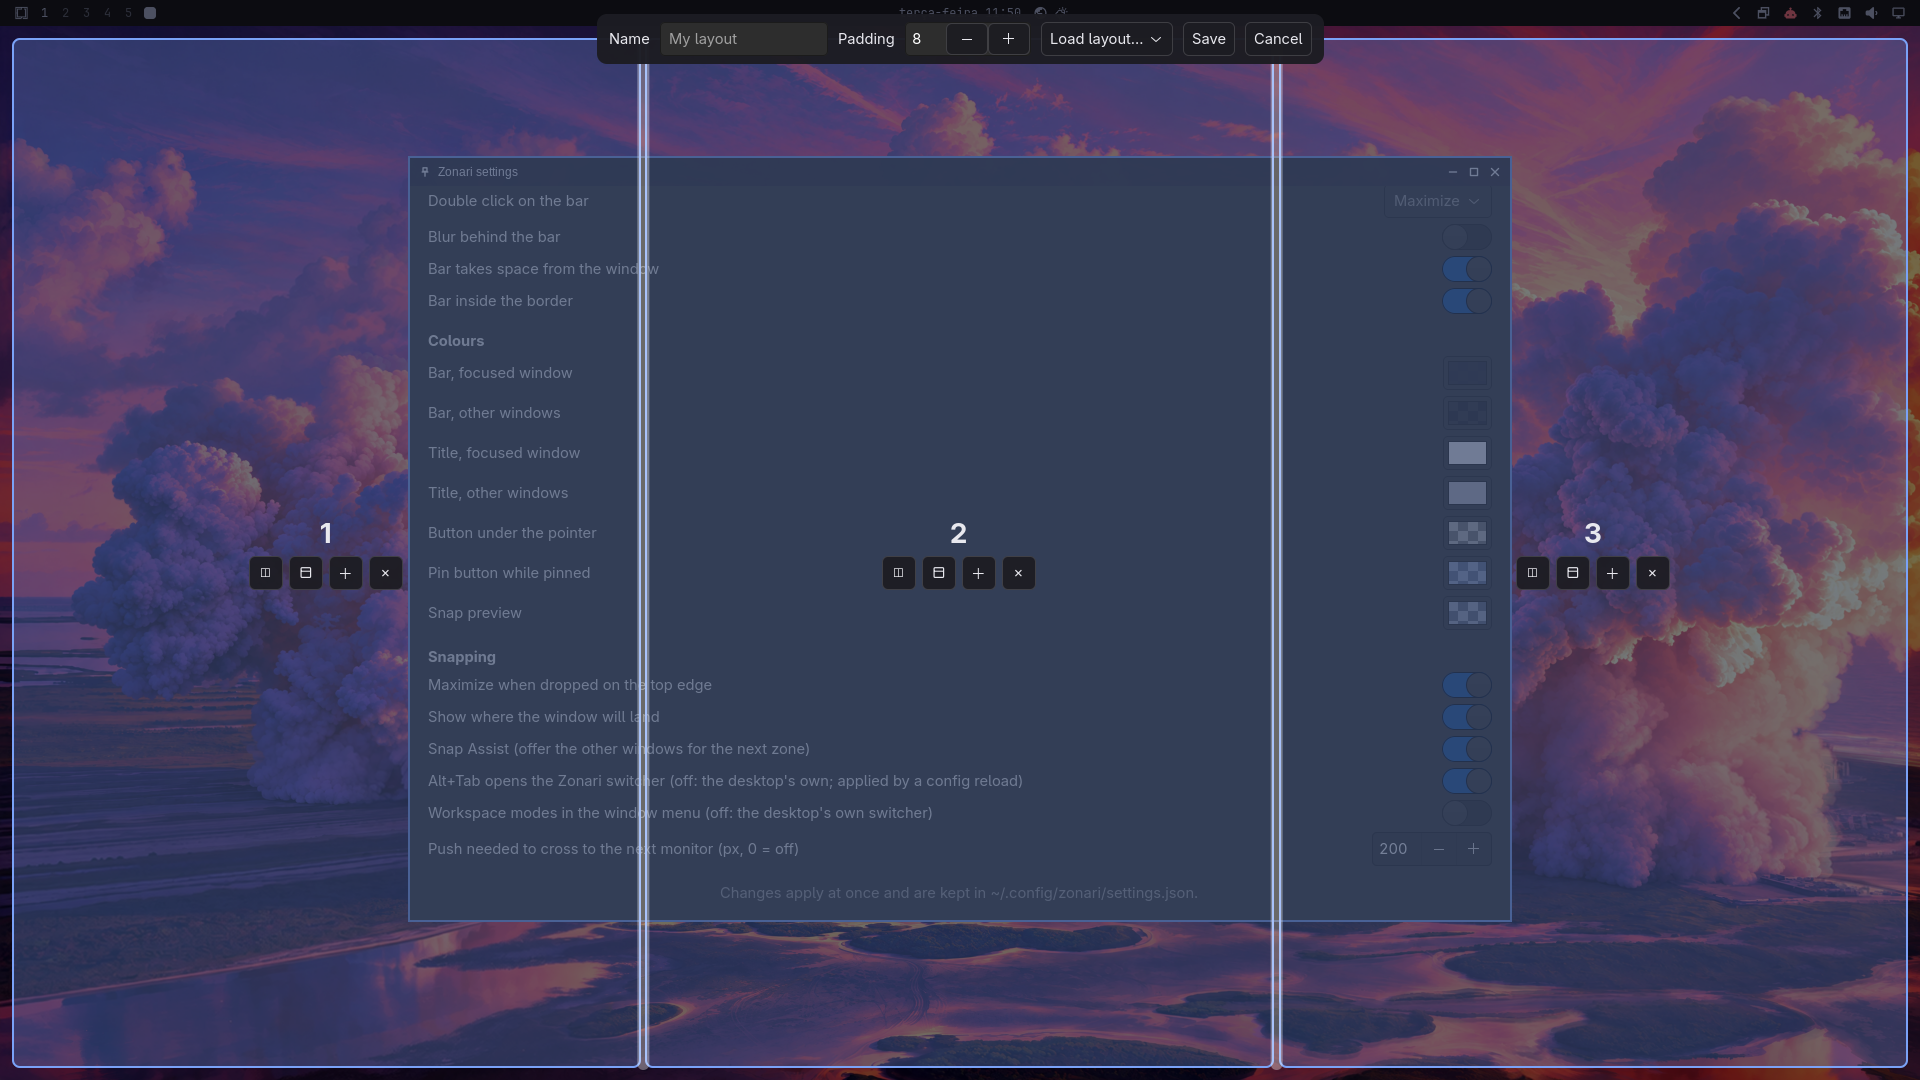 1 2 3 4 5
terça-feira 11:50
Name My layout Padding 8 Load layout... Save Cancel
Zonari settings
Double click on the bar Maximize
Blur behind the bar
Bar takes space from the window
Bar inside the border
Colours
Bar, focused window
Bar, other windows
Title, focused window
Title, other windows
Button under the pointer
Pin button while pinned
Snap preview
1 2 3
Snapping
Maximize when dropped on the top edge
Show where the window will land
Snap Assist (offer the other windows for the next zone)
Alt+Tab opens the Zonari switcher (off: the desktop's own; applied by a config reload)
Workspace modes in the window menu (off: the desktop's own switcher)
Push needed to cross to the next monitor (px, 0 = off) 200
Changes apply at once and are kept in ~/.config/zonari/settings.json.